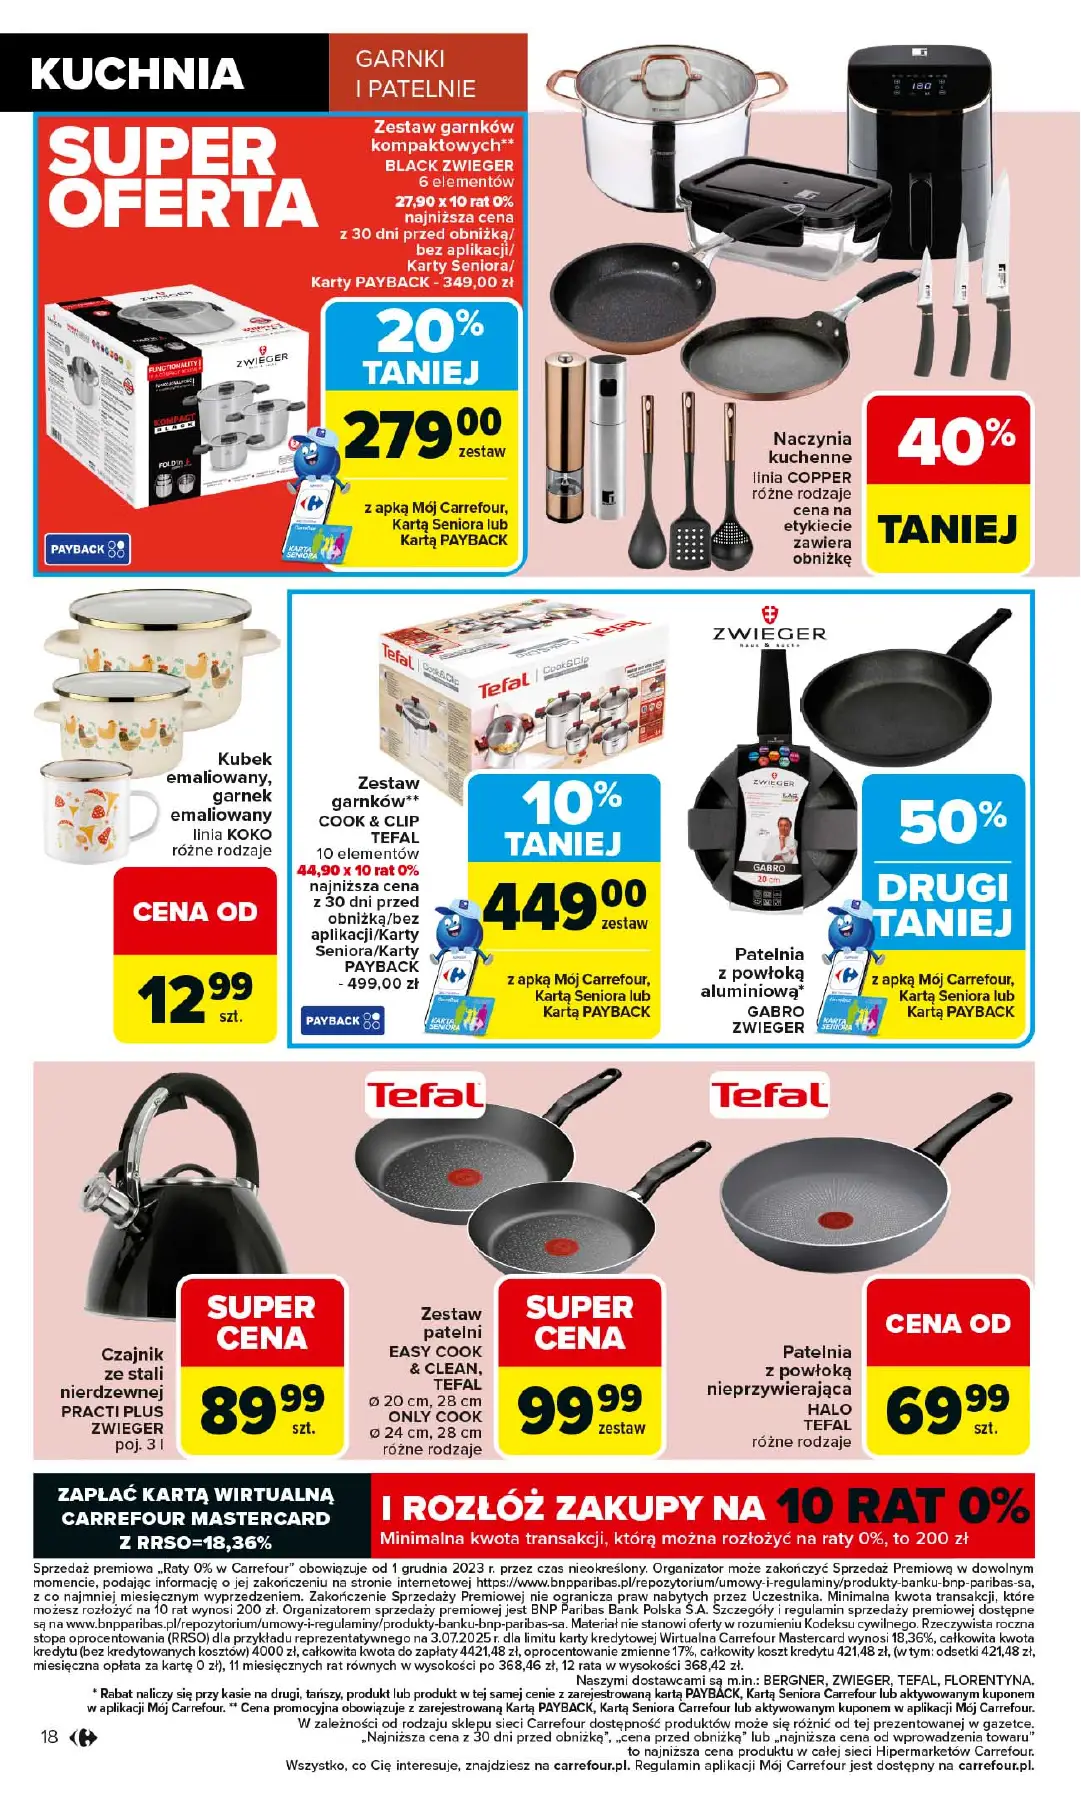 KUCHNIA
GARNKI
I PATELNIE
SUPER
OFERTA
Zestaw garnków
kompaktowych**
BLACK ZWIEGER
6 elementów
27,90 x 10 rat 0%
najniższa cena
z 30 dni przed obniżką/
bez aplikacji/
Karty Seniora/
Karty PAYBACK - 349,00 zł
ZWIEGER
ZWIEGER
FUNCTIONALITY
KOMPACT
BLACK
FOLD'in
20%
TANIEJ
279 00
zestaw
z apką Mój Carrefour,
Kartą Seniora lub
Kartą PAYBACK
PAYBACK
KARTA
SENIORA
180
Naczynia
kuchenne
linia COPPER
różne rodzaje
cena na
etykiecie
zawiera
obniżkę
40%
TANIEJ
Kubek
emaliowany,
garnek
emaliowany
linia KOKO
różne rodzaje
CENA OD
12 99
szt.
Tefal
Cook&Clip
Tefal
Tefal
Cook&Clip
Zestaw
garnków**
COOK & CLIP
TEFAL
10 elementów
44,90 x 10 rat 0%
najniższa cena
z 30 dni przed
obniżką/bez
aplikacji/Karty
Seniora/Karty
PAYBACK
- 499,00 zł
PAYBACK
10%
TANIEJ
449 00
zestaw
z apką Mój Carrefour,
Kartą Seniora lub
Kartą PAYBACK
KARTA
SENIORA
ZWIEGER
ZWIEGER
GABRO
20 cm
Patelnia
z powłoką
aluminiową*
GABRO
ZWIEGER
50%
DRUGI
TANIEJ
z apką Mój Carrefour,
Kartą Seniora lub
Kartą PAYBACK
KARTA
SENIORA
Czajnik
ze stali
nierdzewnej
PRACTI PLUS
ZWIEGER
poj. 3 l
SUPER
CENA
89 99
szt.
Tefal
Zestaw
patelni
EASY COOK
& CLEAN,
TEFAL
ø 20 cm, 28 cm
ONLY COOK
ø 24 cm, 28 cm
różne rodzaje
SUPER
CENA
99 99
zestaw
Tefal
Patelnia
z powłoką
nieprzywierająca
HALO
TEFAL
różne rodzaje
CENA OD
69 99
szt.
ZAPŁAĆ KARTĄ WIRTUALNĄ
CARREFOUR MASTERCARD
Z RRSO=18,36%
I ROZŁÓŻ ZAKUPY NA 10 RAT 0%
Minimalna kwota transakcji, którą można rozłożyć na raty 0%, to 200 zł
Sprzedaż premiowa „Raty 0% w Carrefour” obowiązuje od 1 grudnia 2023 r. przez czas nieokreślony. Organizator może zakończyć Sprzedaż Premiową w dowolnym
momencie, podając informację o jej zakończeniu na stronie internetowej https://www.bnpparibas.pl/repozytorium/umowy-i-regulaminy/produkty-banku-bnp-paribas-sa,
z co najmniej miesięcznym wyprzedzeniem. Zakończenie Sprzedaży Premiowej nie ogranicza praw nabytych przez Uczestnika. Minimalna kwota transakcji, które
możesz rozłożyć na 10 rat wynosi 200 zł. Organizatorem sprzedaży premiowej jest BNP Paribas Bank Polska S.A. Szczegóły i regulamin sprzedaży premiowej dostępne
są na www.bnpparibas.pl/repozytorium/umowy-i-regulaminy/produkty-banku-bnp-paribas-sa. Materiał nie stanowi oferty w rozumieniu Kodeksu cywilnego. Rzeczywista roczna
stopa oprocentowania (RRSO) dla przykładu reprezentatywnego na 3.07.2025 r. dla limitu karty kredytowej Wirtualna Carrefour Mastercard wynosi 18,36%, całkowita kwota
kredytu (bez kredytowanych kosztów) 4000 zł, całkowita kwota do zapłaty 4421,48 zł, oprocentowanie zmienne 17%, całkowity koszt kredytu 421,48 zł, (w tym: odsetki 421,48 zł,
miesięczna opłata za kartę 0 zł), 11 miesięcznych rat równych w wysokości po 368,46 zł, 12 rata w wysokości 368,42 zł.
Naszymi dostawcami są m.in.: BERGNER, ZWIEGER, TEFAL, FLORENTYNA.
* Rabat naliczy się przy kasie na drugi, tańszy, produkt lub produkt w tej samej cenie z zarejestrowaną kartą PAYBACK, Kartą Seniora Carrefour lub aktywowanym kuponem
w aplikacji Mój Carrefour. ** Cena promocyjna obowiązuje z zarejestrowaną Kartą PAYBACK, Kartą Seniora Carrefour lub aktywowanym kuponem w aplikacji Mój Carrefour.
W zależności od rodzaju sklepu sieci Carrefour dostępność produktów może się różnić od tej prezentowanej w gazetce.
„Najniższa cena z 30 dni przed obniżką”, „cena przed obniżką” lub „najniższa cena od wprowadzenia towaru”
to najniższa cena produktu w całej sieci Hipermarketów Carrefour.
Wszystko, co Cię interesuje, znajdziesz na carrefour.pl. Regulamin aplikacji Mój Carrefour jest dostępny na carrefour.pl.
18